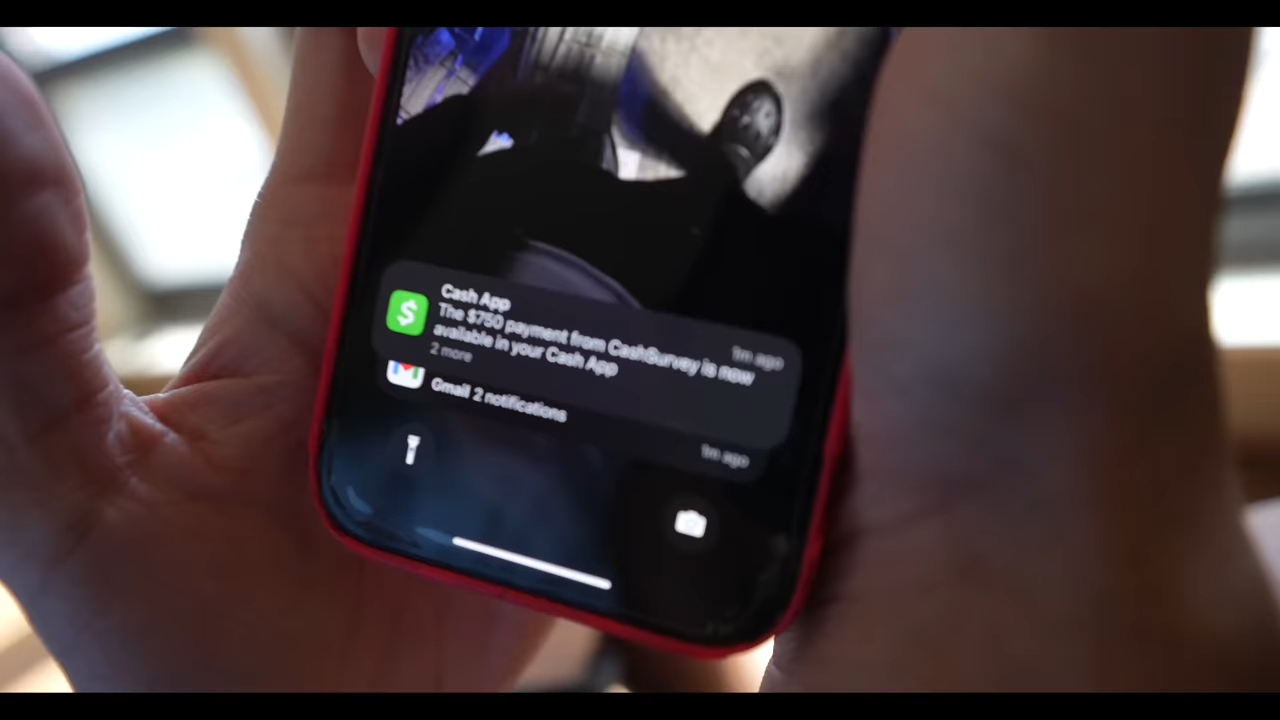 Cash App
1m ago
The $750 payment from CashSurvey is now
available in your Cash App
2 more
Gmail 2 notifications
1m ago